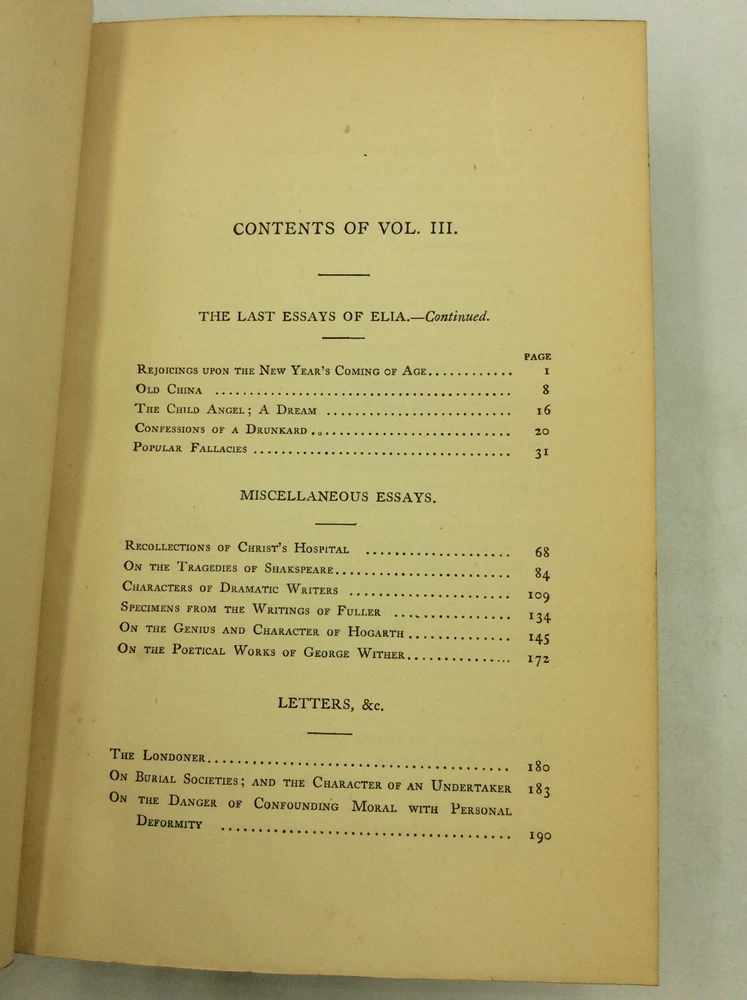 CONTENTS OF VOL. III.
THE LAST ESSAYS OF ELIA.—Continued.
PAGE
Rejoicings upon the New Year's Coming of Age............ 1
Old China ........................................ 8
The Child Angel; A Dream ........................... 16
Confessions of a Drunkard............................. 20
Popular Fallacies ..................................... 31
MISCELLANEOUS ESSAYS.
Recollections of Christ's Hospital ..................... 68
On the Tragedies of Shakspeare......................... 84
Characters of Dramatic Writers ....................... 109
Specimens from the Writings of Fuller ................ 134
On the Genius and Character of Hogarth............... 145
On the Poetical Works of George Wither............... 172
LETTERS, &c.
The Londoner.......................................... 180
On Burial Societies; and the Character of an Undertaker 183
On the Danger of Confounding Moral with Personal
Deformity ........................................ 190